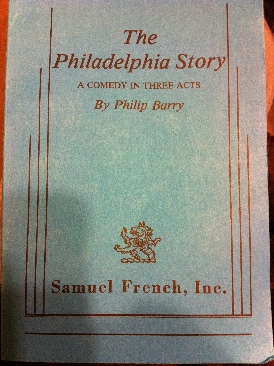 The
Philadelphia Story
A COMEDY IN THREE ACTS
By Philip Barry
Samuel French, Inc.